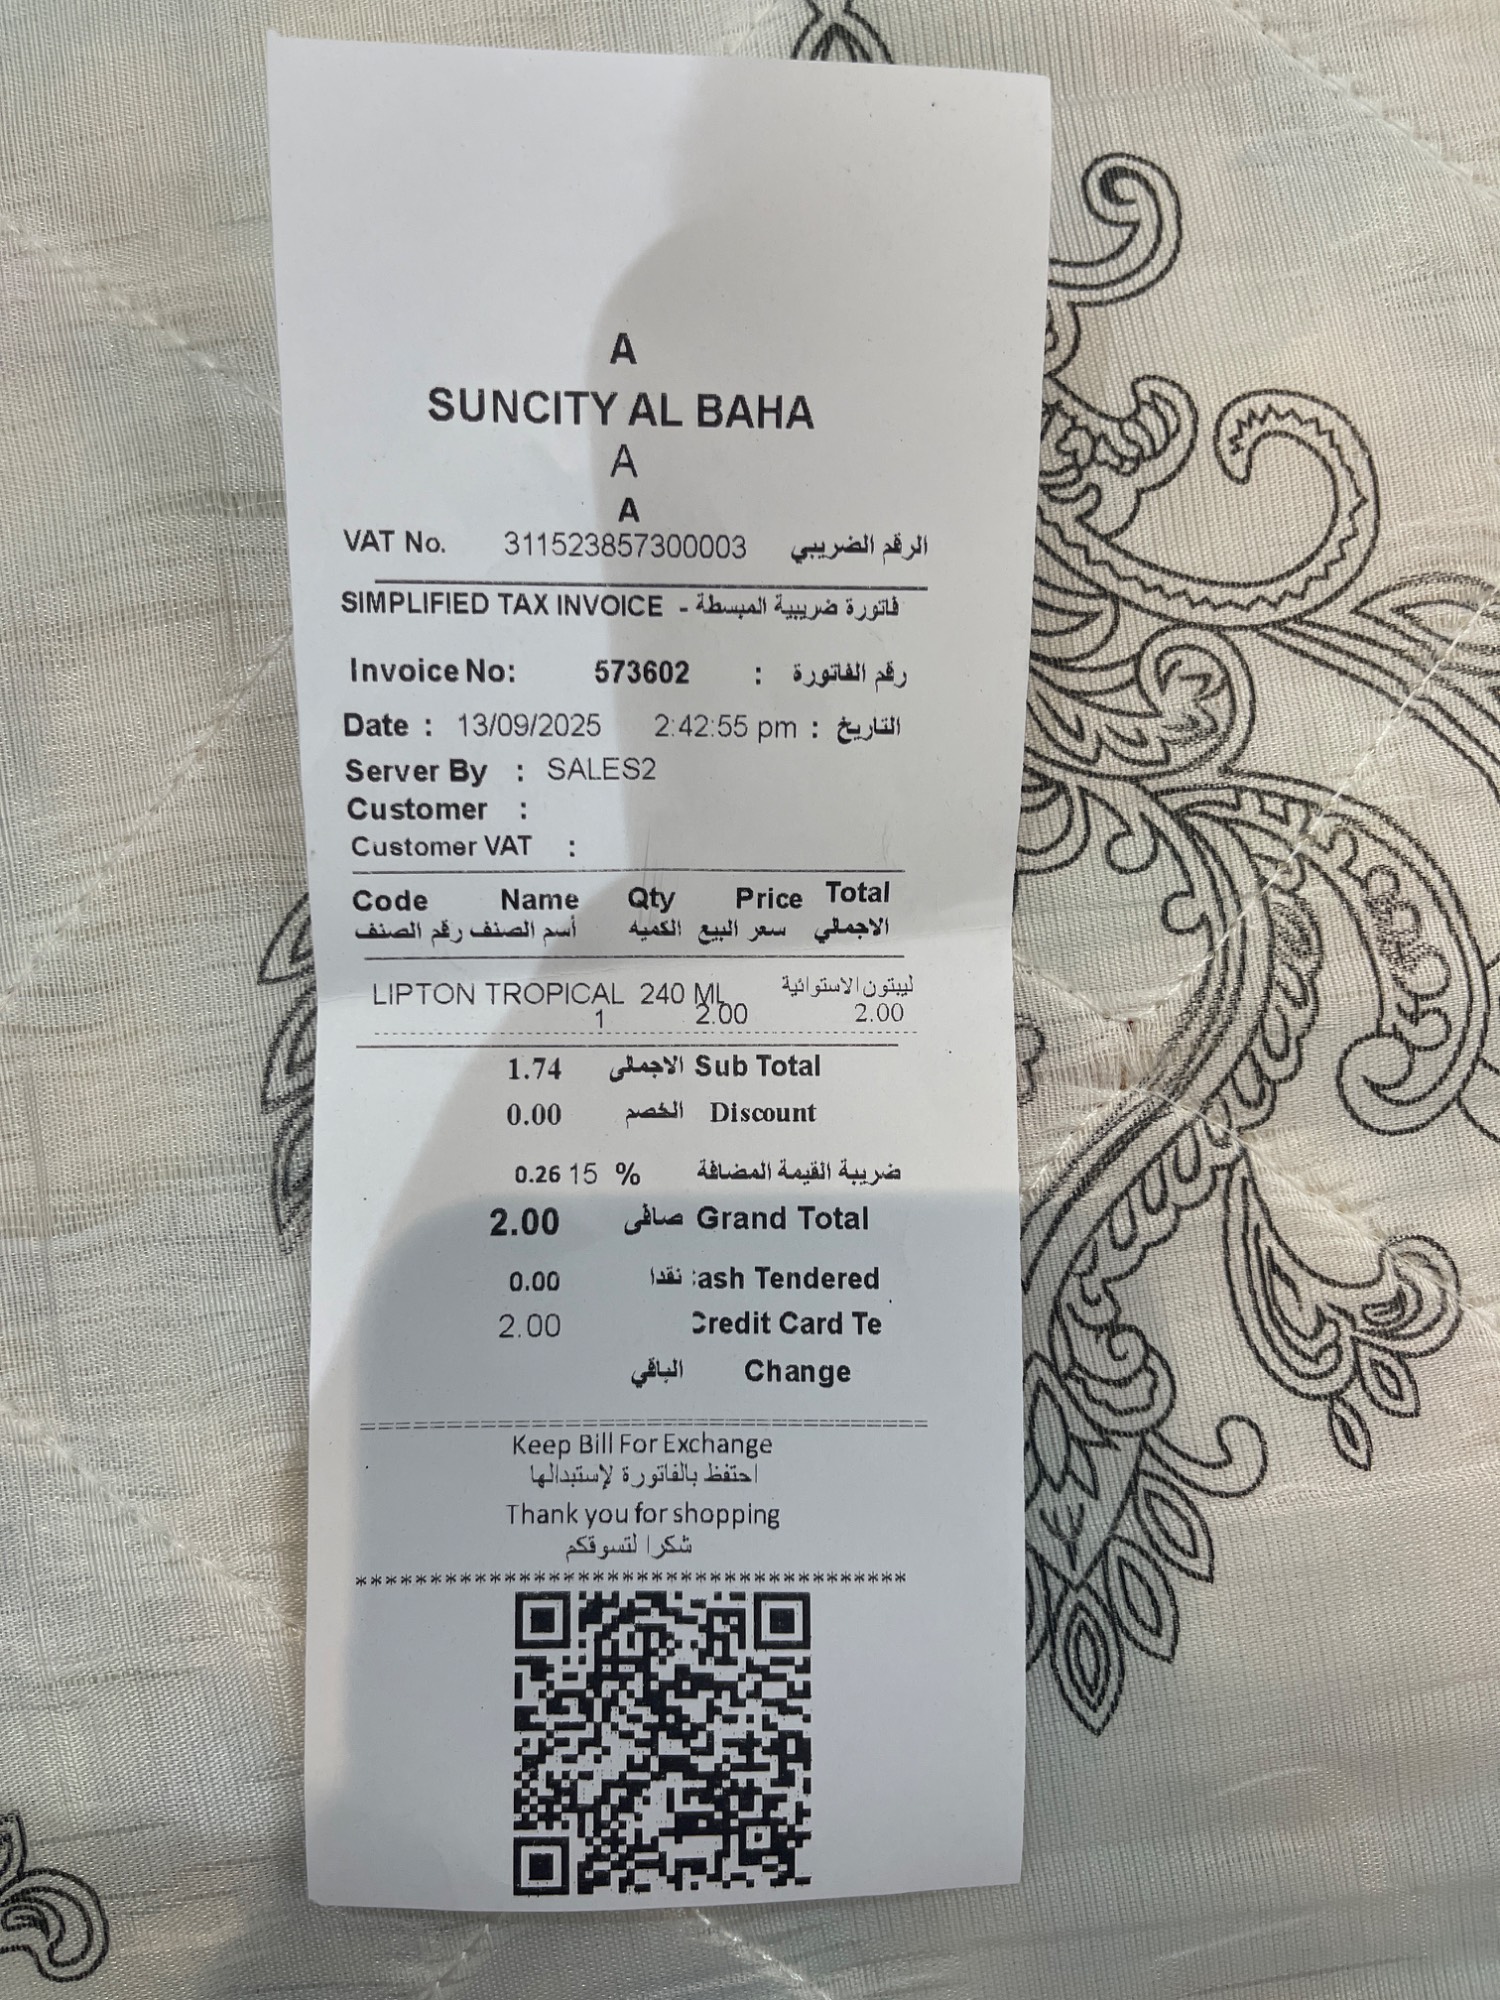 A
SUNCITY AL BAHA
A
A
VAT No. 311523857300003 الرقم الضريبي
SIMPLIFIED TAX INVOICE - فاتورة ضريبية المبسطة
Invoice No: 573602 : رقم الفاتورة
Date : 13/09/2025 2:42:55 pm : التاريخ
Server By : SALES2
Customer :
Customer VAT :
Code Name Qty Price Total
رقم الصنف أسم الصنف الكميه سعر البيع الاجمالي
LIPTON TROPICAL 240 ML ليبتون الاستوائية
1 2.00 2.00
1.74 الاجمالى Sub Total
0.00 الخصم Discount
0.26 15 % ضريبة القيمة المضافة
2.00 صافى Grand Total
0.00 نقدا :ash Tendered
2.00 Credit Card Te
الباقي Change
Keep Bill For Exchange
احتفظ بالفاتورة لإستبدالها
Thank you for shopping
شكرا لتسوقكم
**************************************